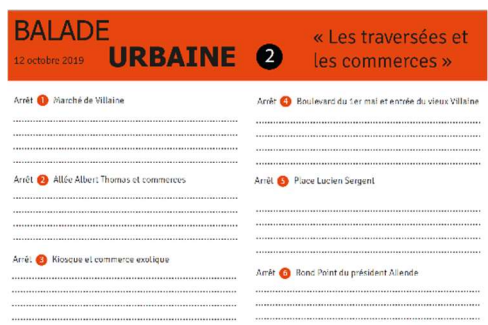 BALADE
URBAINE
12 octobre 2019
2
« Les traversées et
les commerces »
Arrêt 1 Marché de Villaine
Arrêt 2 Allée Albert Thomas et commerces
Arrêt 3 Kiosque et commerce exotique
Arrêt 4 Boulevard du 1er mai et entrée du vieux Villaine
Arrêt 5 Place Lucien Sergent
Arrêt 6 Rond Point du président Allende